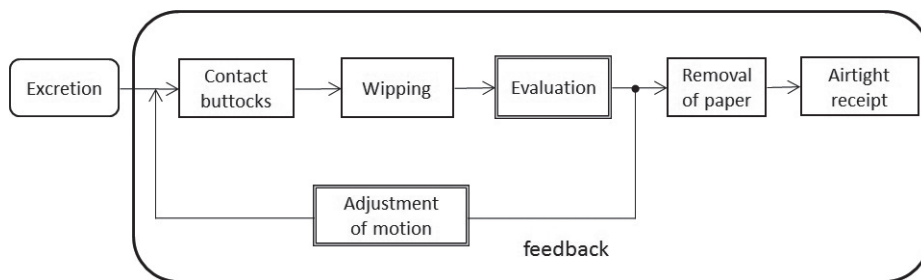 Excretion
Contact
buttocks
Wipping
Evaluation
Removal
of paper
Airtight
receipt
Adjustment
of motion
feedback